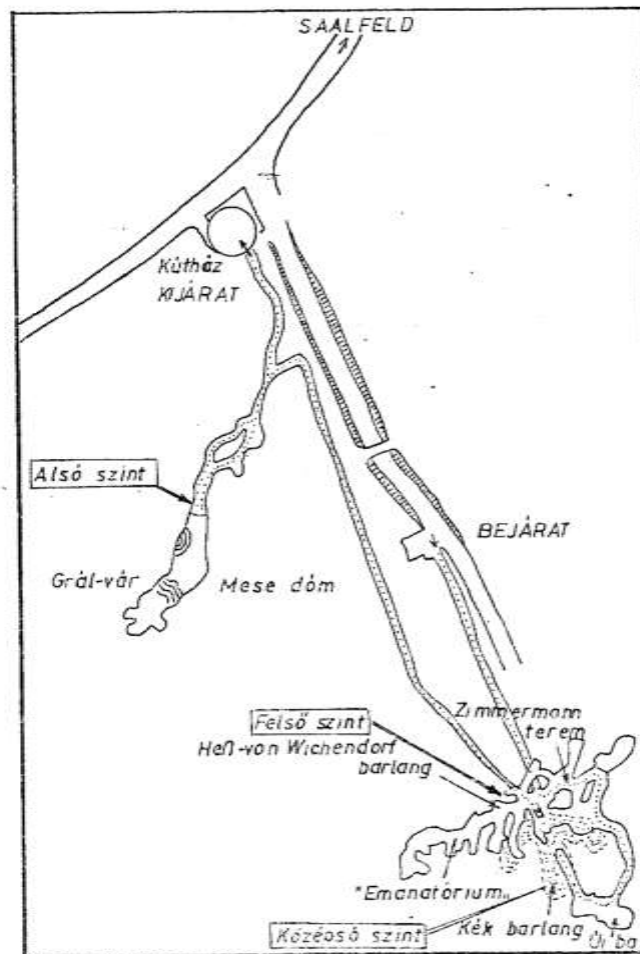 SAALFELD
Kútház
KIJÁRAT
Alsó szint
BEJÁRAT
Grál-vár
Mese dóm
Zimmermann
terem
Felső szint
Heß-von Wichendorf
barlang
"Emanatórium„
Kék barlang
Középső szint